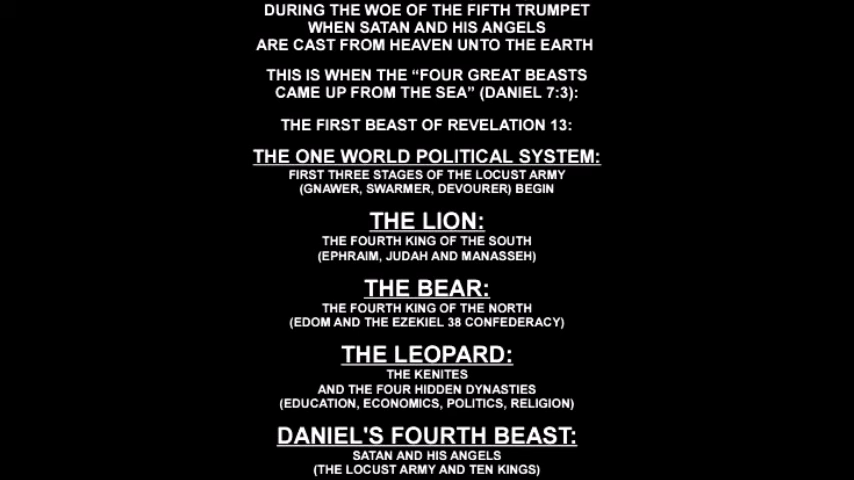 DURING THE WOE OF THE FIFTH TRUMPET
WHEN SATAN AND HIS ANGELS
ARE CAST FROM HEAVEN UNTO THE EARTH
THIS IS WHEN THE “FOUR GREAT BEASTS
CAME UP FROM THE SEA” (DANIEL 7:3):
THE FIRST BEAST OF REVELATION 13:
THE ONE WORLD POLITICAL SYSTEM:
FIRST THREE STAGES OF THE LOCUST ARMY
(GNAWER, SWARMER, DEVOURER) BEGIN
THE LION:
THE FOURTH KING OF THE SOUTH
(EPHRAIM, JUDAH AND MANASSEH)
THE BEAR:
THE FOURTH KING OF THE NORTH
(EDOM AND THE EZEKIEL 38 CONFEDERACY)
THE LEOPARD:
THE KENITES
AND THE FOUR HIDDEN DYNASTIES
(EDUCATION, ECONOMICS, POLITICS, RELIGION)
DANIEL'S FOURTH BEAST:
SATAN AND HIS ANGELS
(THE LOCUST ARMY AND TEN KINGS)